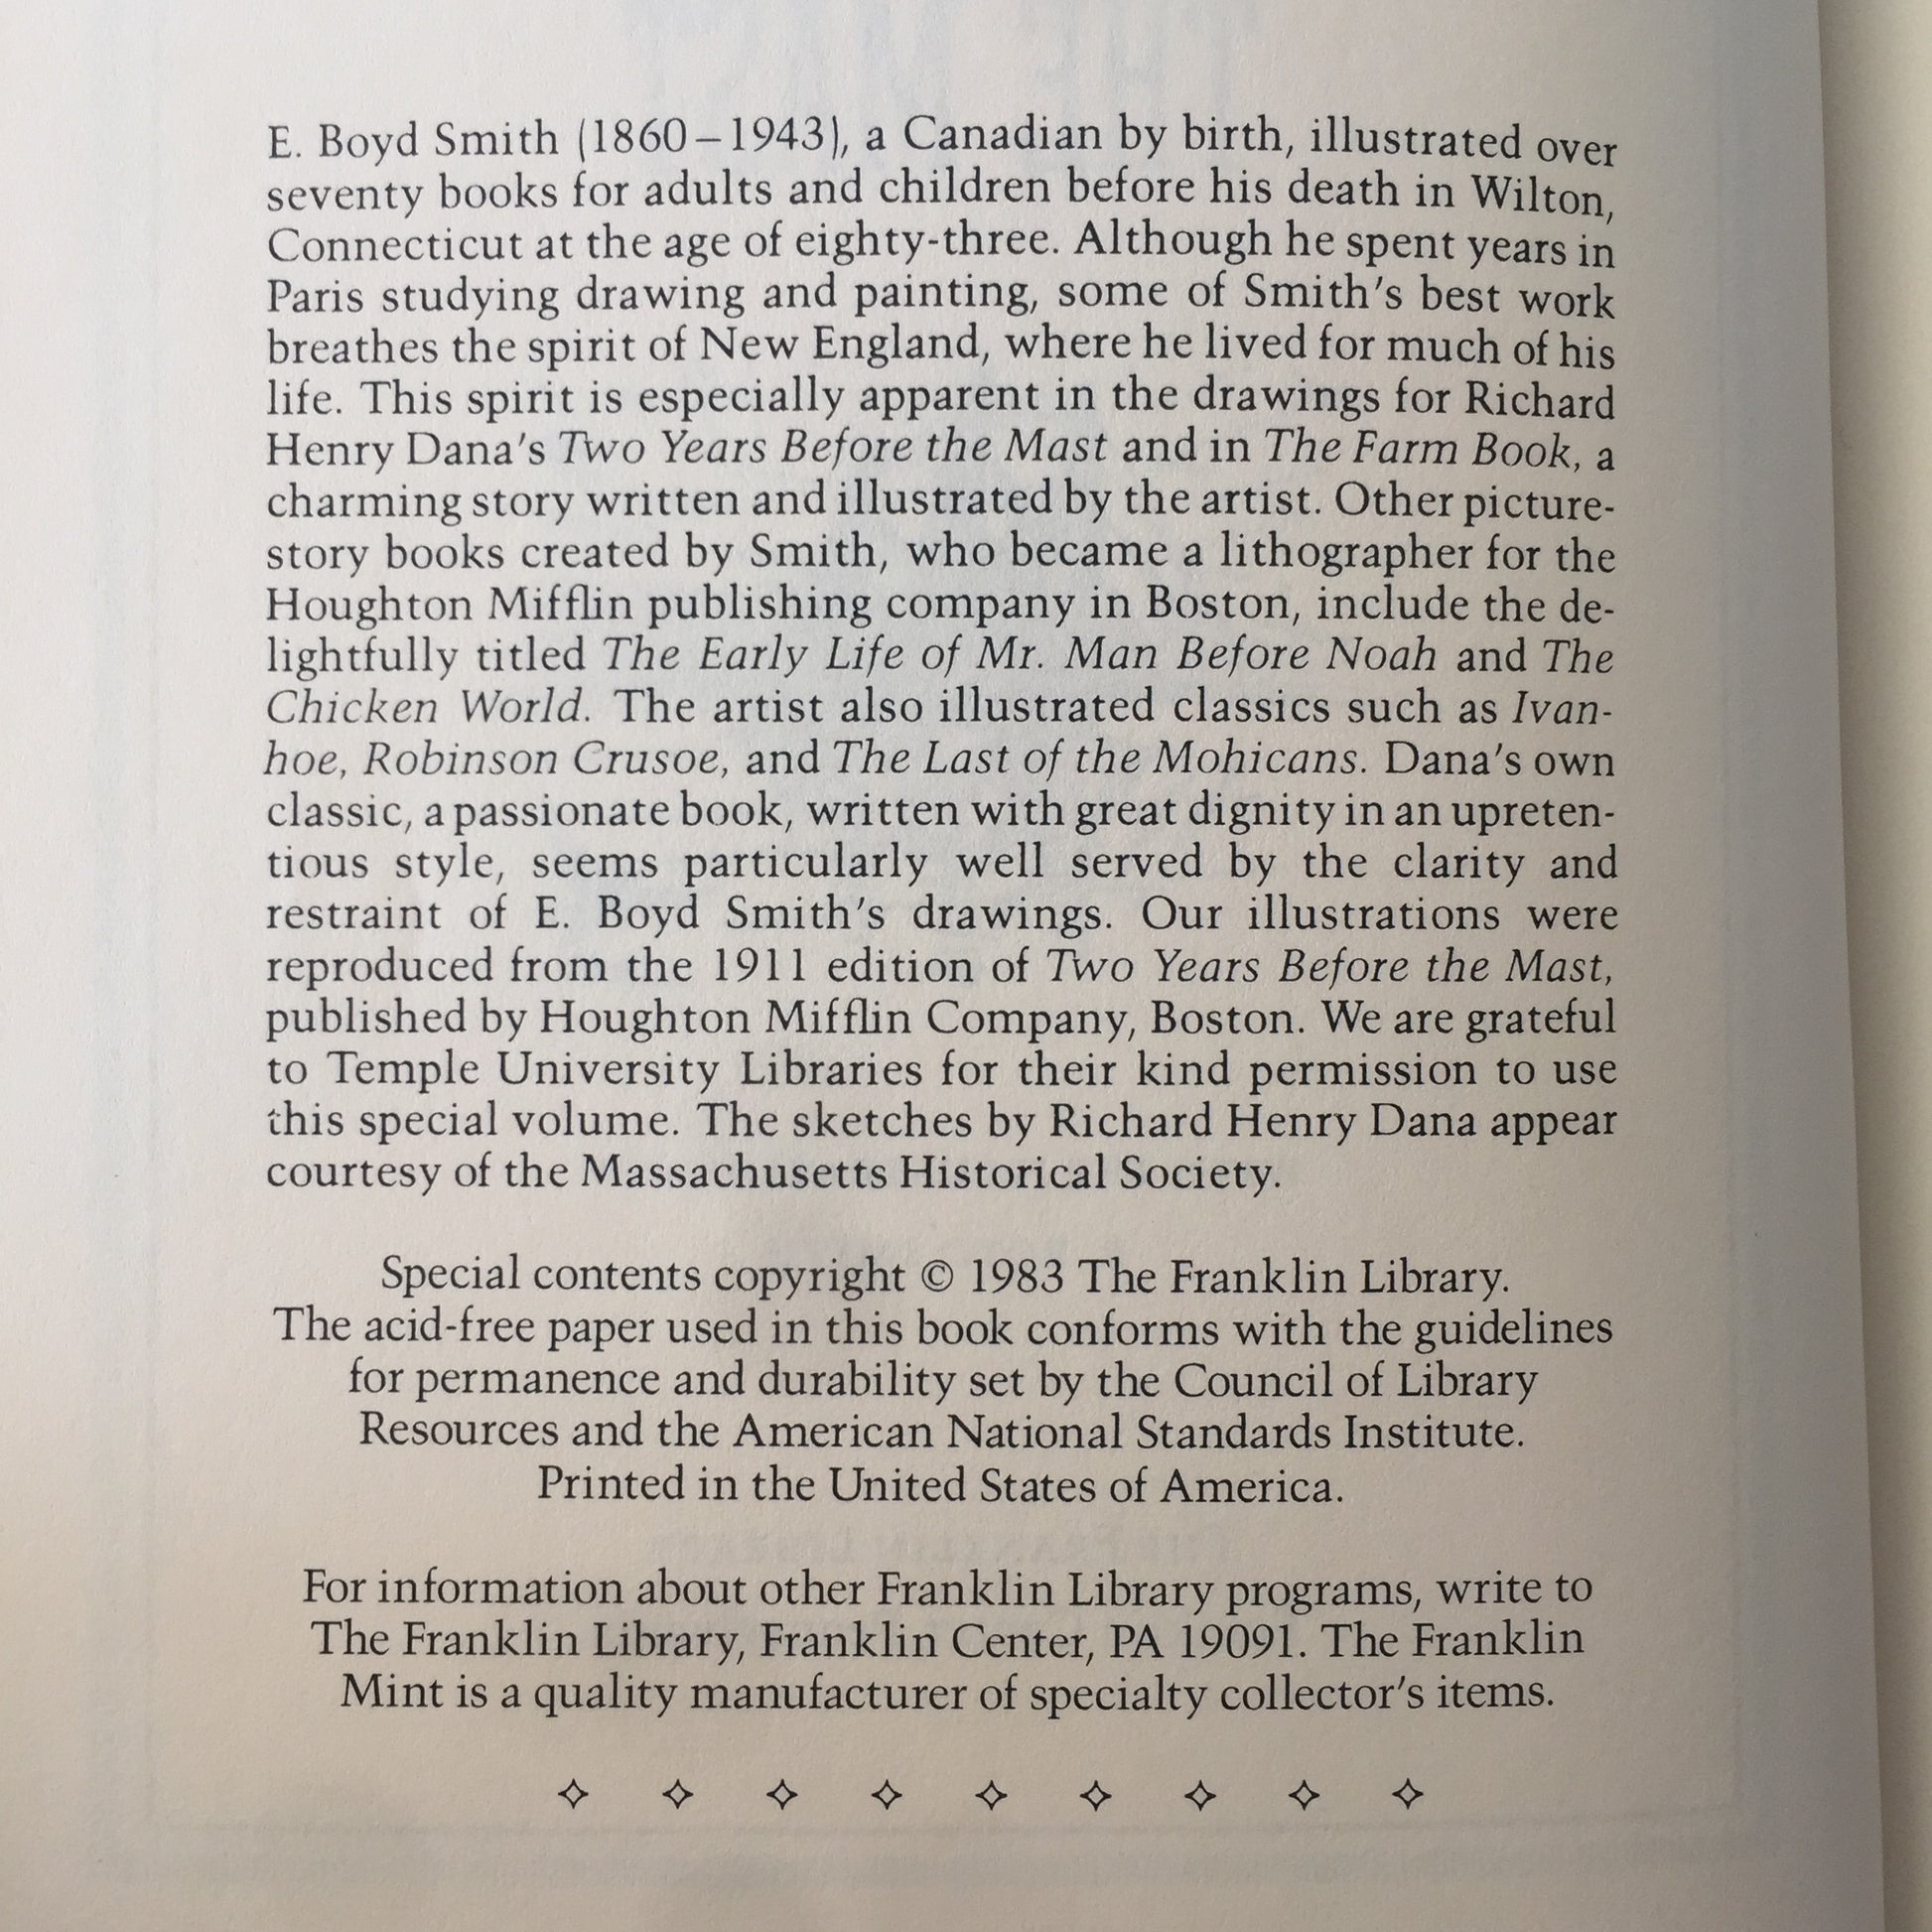 E. Boyd Smith (1860–1943), a Canadian by birth, illustrated over
seventy books for adults and children before his death in Wilton,
Connecticut at the age of eighty-three. Although he spent years in
Paris studying drawing and painting, some of Smith's best work
breathes the spirit of New England, where he lived for much of his
life. This spirit is especially apparent in the drawings for Richard
Henry Dana's Two Years Before the Mast and in The Farm Book, a
charming story written and illustrated by the artist. Other picture-
story books created by Smith, who became a lithographer for the
Houghton Mifflin publishing company in Boston, include the de-
lightfully titled The Early Life of Mr. Man Before Noah and The
Chicken World. The artist also illustrated classics such as Ivan-
hoe, Robinson Crusoe, and The Last of the Mohicans. Dana's own
classic, a passionate book, written with great dignity in an upreten-
tious style, seems particularly well served by the clarity and
restraint of E. Boyd Smith's drawings. Our illustrations were
reproduced from the 1911 edition of Two Years Before the Mast,
published by Houghton Mifflin Company, Boston. We are grateful
to Temple University Libraries for their kind permission to use
this special volume. The sketches by Richard Henry Dana appear
courtesy of the Massachusetts Historical Society.
Special contents copyright © 1983 The Franklin Library.
The acid-free paper used in this book conforms with the guidelines
for permanence and durability set by the Council of Library
Resources and the American National Standards Institute.
Printed in the United States of America.
For information about other Franklin Library programs, write to
The Franklin Library, Franklin Center, PA 19091. The Franklin
Mint is a quality manufacturer of specialty collector's items.